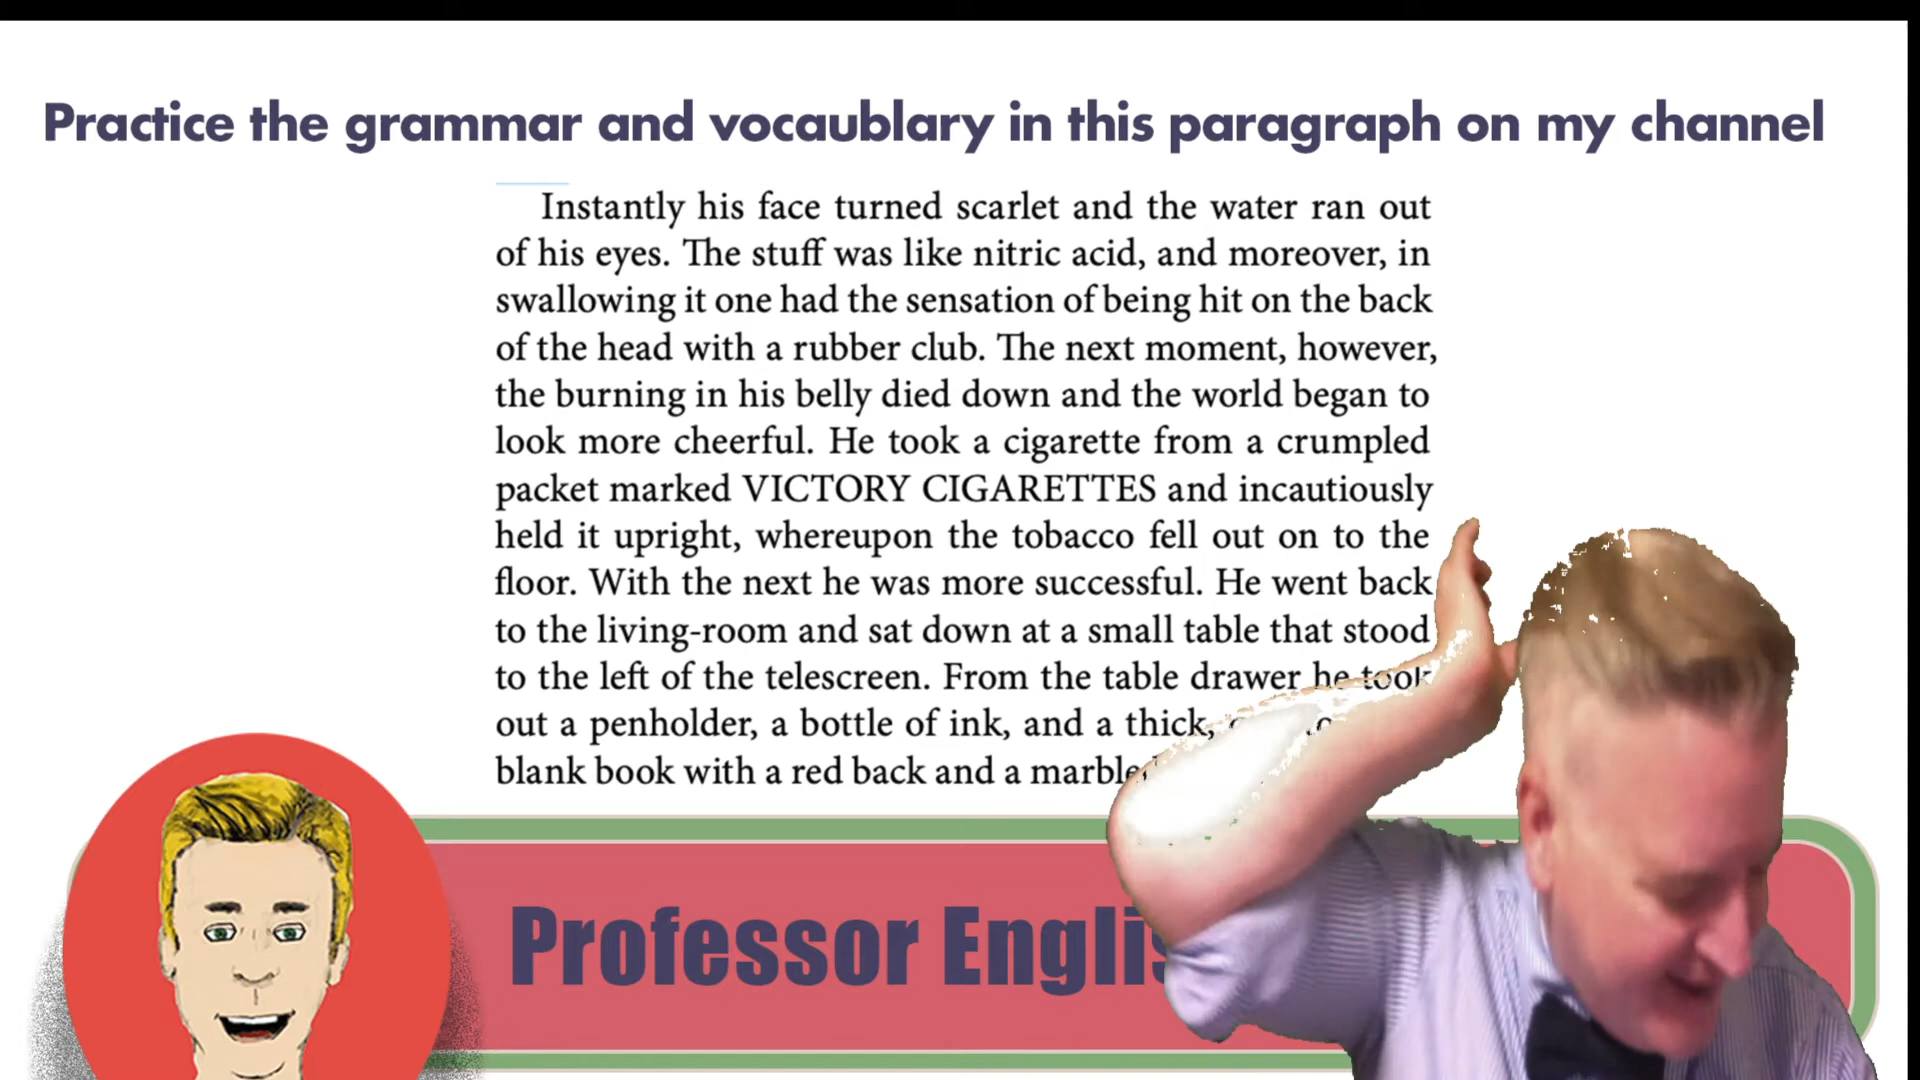 Practice the grammar and vocaublary in this paragraph on my channel
Instantly his face turned scarlet and the water ran out
of his eyes. The stuff was like nitric acid, and moreover, in
swallowing it one had the sensation of being hit on the back
of the head with a rubber club. The next moment, however,
the burning in his belly died down and the world began to
look more cheerful. He took a cigarette from a crumpled
packet marked VICTORY CIGARETTES and incautiously
held it upright, whereupon the tobacco fell out on to the
floor. With the next he was more successful. He went back
to the living-room and sat down at a small table that stood
to the left of the telescreen. From the table drawer he took
out a penholder, a bottle of ink, and a thick,
blank book with a red back and a marble
Professor Englis